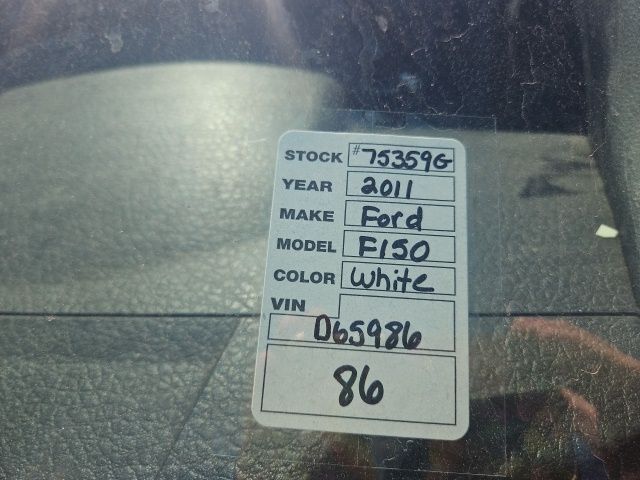 STOCK #75359G
YEAR 2011
MAKE Ford
MODEL F150
COLOR White
VIN
D65986
86